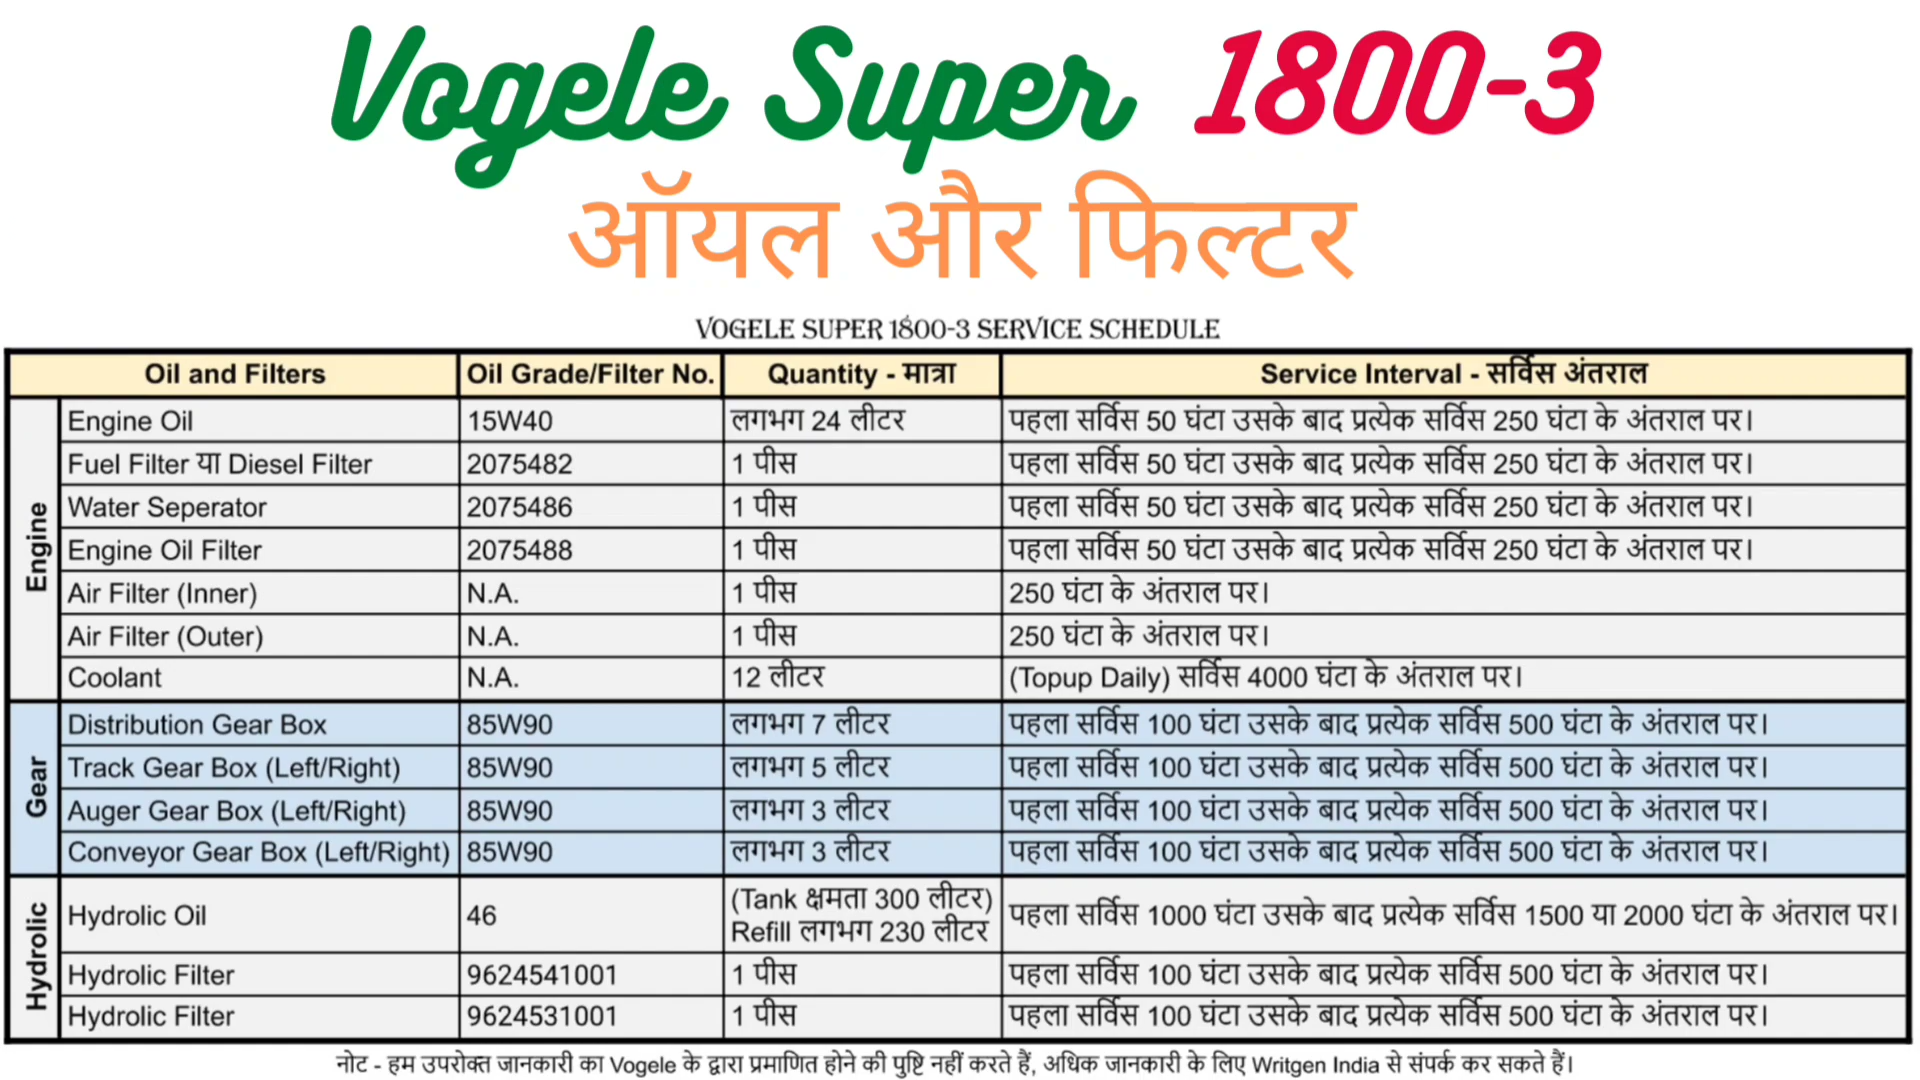 Vogele Super 1800-3
ऑयल और फिल्टर
VOGELE SUPER 1800-3 SERVICE SCHEDULE
Oil and Filters Oil Grade/Filter No. Quantity - मात्रा Service Interval - सर्विस अंतराल
Engine
Engine Oil 15W40 लगभग 24 लीटर पहला सर्विस 50 घंटा उसके बाद प्रत्येक सर्विस 250 घंटा के अंतराल पर।
Fuel Filter या Diesel Filter 2075482 1 पीस पहला सर्विस 50 घंटा उसके बाद प्रत्येक सर्विस 250 घंटा के अंतराल पर।
Water Seperator 2075486 1 पीस पहला सर्विस 50 घंटा उसके बाद प्रत्येक सर्विस 250 घंटा के अंतराल पर।
Engine Oil Filter 2075488 1 पीस पहला सर्विस 50 घंटा उसके बाद प्रत्येक सर्विस 250 घंटा के अंतराल पर।
Air Filter (Inner) N.A. 1 पीस 250 घंटा के अंतराल पर।
Air Filter (Outer) N.A. 1 पीस 250 घंटा के अंतराल पर।
Coolant N.A. 12 लीटर (Topup Daily) सर्विस 4000 घंटा के अंतराल पर।
Gear
Distribution Gear Box 85W90 लगभग 7 लीटर पहला सर्विस 100 घंटा उसके बाद प्रत्येक सर्विस 500 घंटा के अंतराल पर।
Track Gear Box (Left/Right) 85W90 लगभग 5 लीटर पहला सर्विस 100 घंटा उसके बाद प्रत्येक सर्विस 500 घंटा के अंतराल पर।
Auger Gear Box (Left/Right) 85W90 लगभग 3 लीटर पहला सर्विस 100 घंटा उसके बाद प्रत्येक सर्विस 500 घंटा के अंतराल पर।
Conveyor Gear Box (Left/Right) 85W90 लगभग 3 लीटर पहला सर्विस 100 घंटा उसके बाद प्रत्येक सर्विस 500 घंटा के अंतराल पर।
Hydrolic
Hydrolic Oil 46 (Tank क्षमता 300 लीटर) पहला सर्विस 1000 घंटा उसके बाद प्रत्येक सर्विस 1500 या 2000 घंटा के अंतराल पर।
Refill लगभग 230 लीटर
Hydrolic Filter 9624541001 1 पीस पहला सर्विस 100 घंटा उसके बाद प्रत्येक सर्विस 500 घंटा के अंतराल पर।
Hydrolic Filter 9624531001 1 पीस पहला सर्विस 100 घंटा उसके बाद प्रत्येक सर्विस 500 घंटा के अंतराल पर।
नोट - हम उपरोक्त जानकारी का Vogele के द्वारा प्रमाणित होने की पुष्टि नहीं करते हैं, अधिक जानकारी के लिए Writgen India से संपर्क कर सकते हैं।